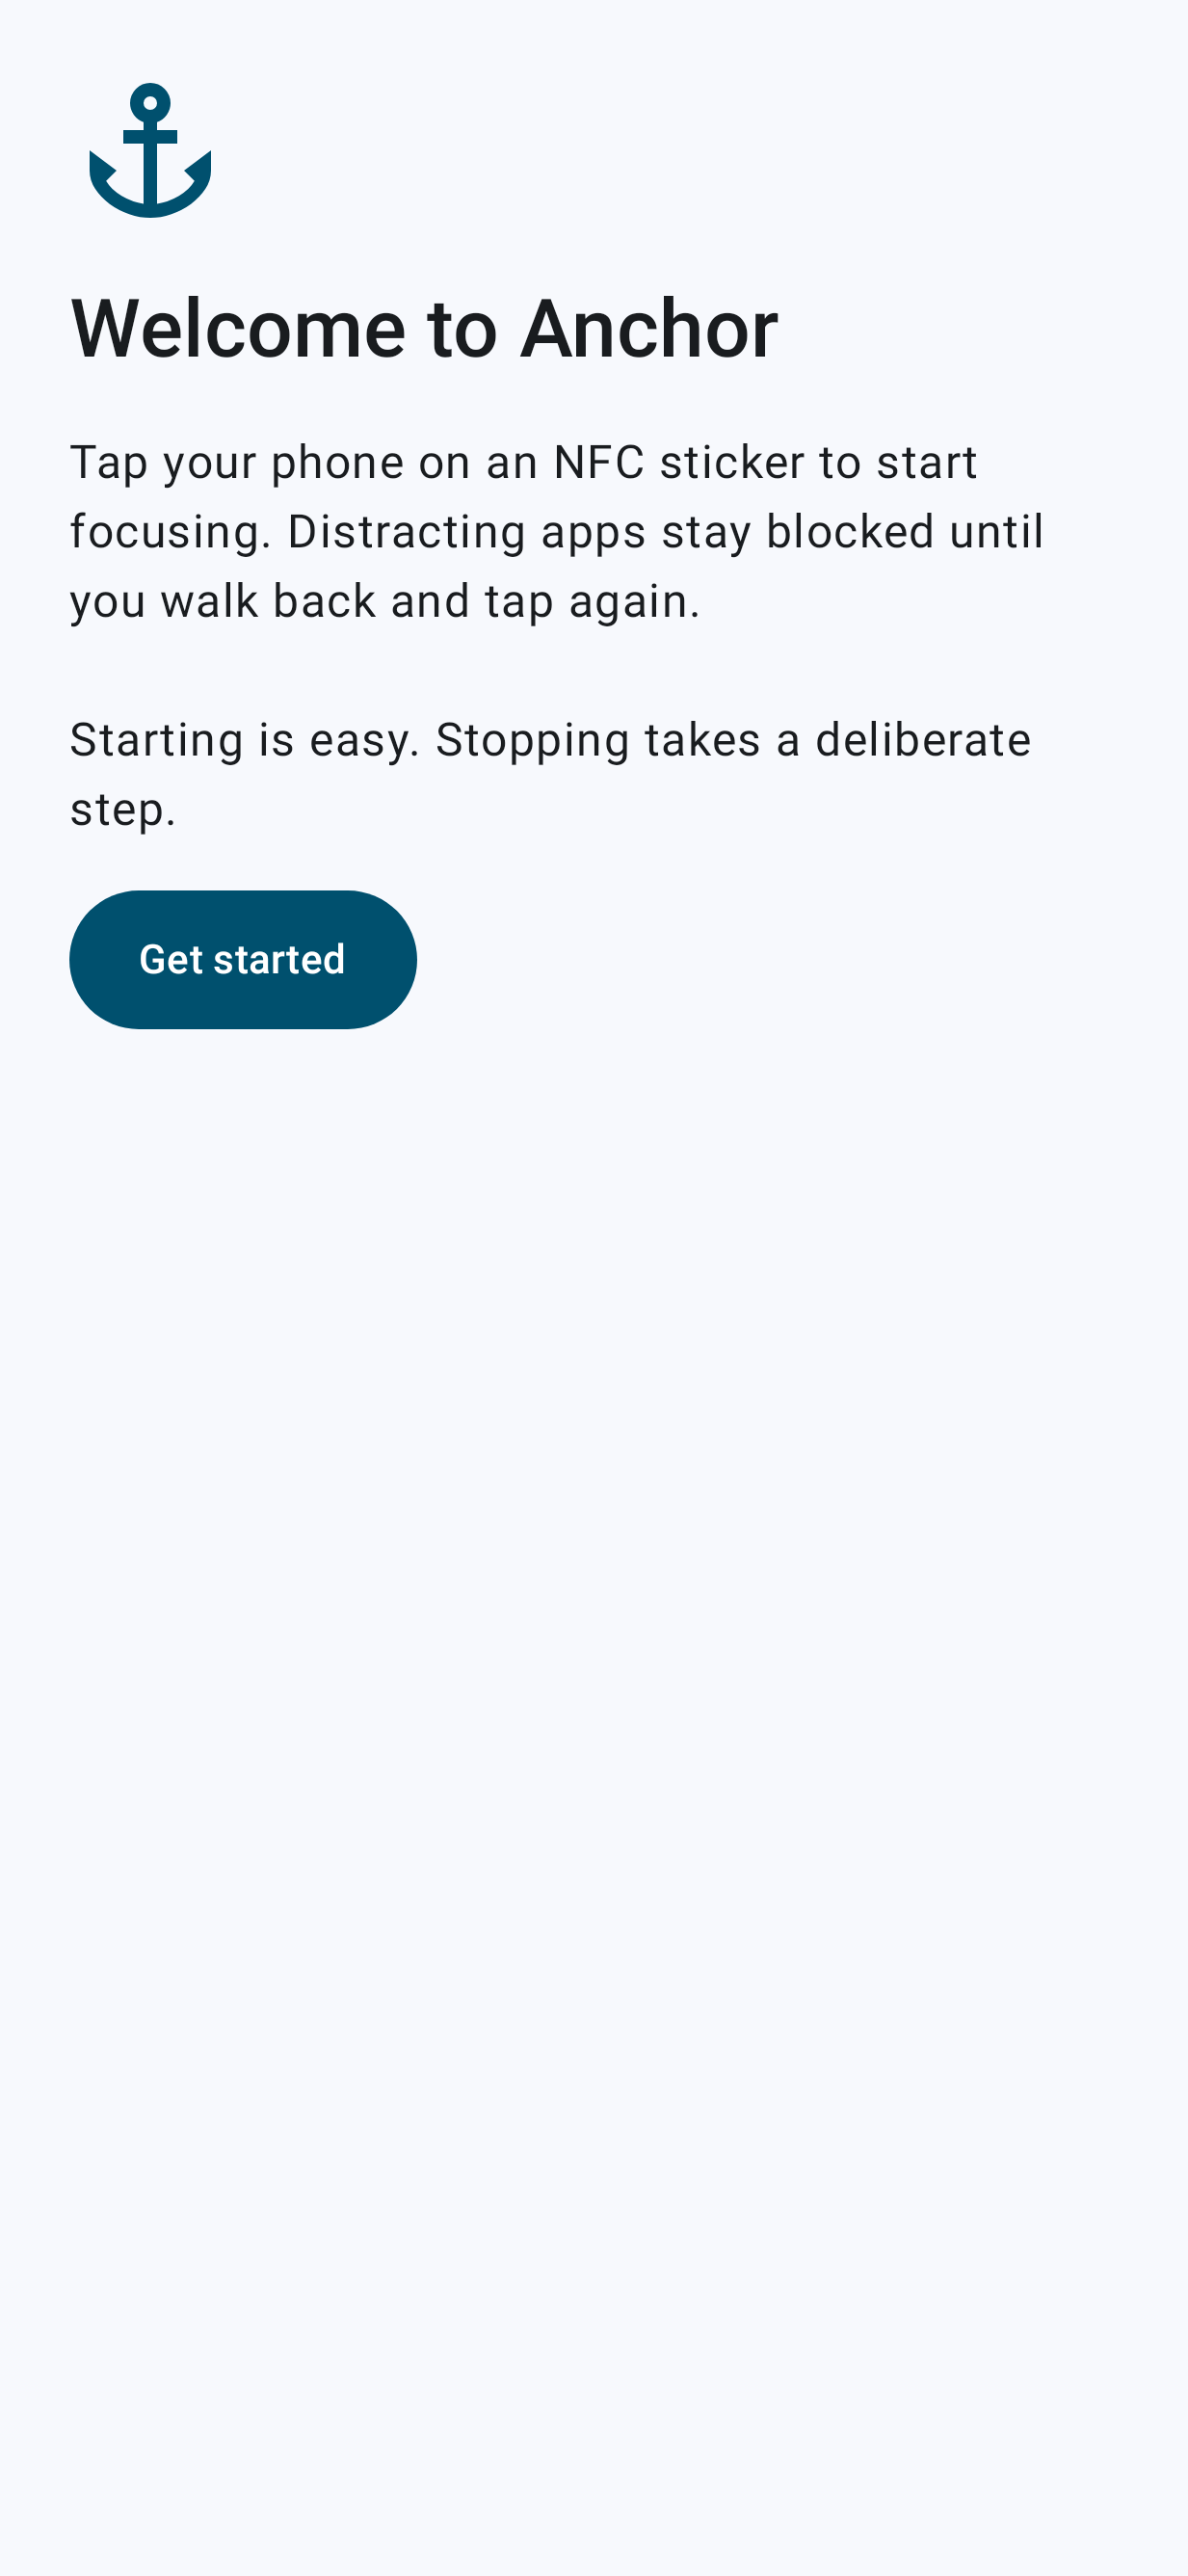 Welcome to Anchor
Tap your phone on an NFC sticker to start
focusing. Distracting apps stay blocked until
you walk back and tap again.
Starting is easy. Stopping takes a deliberate
step.
Get started